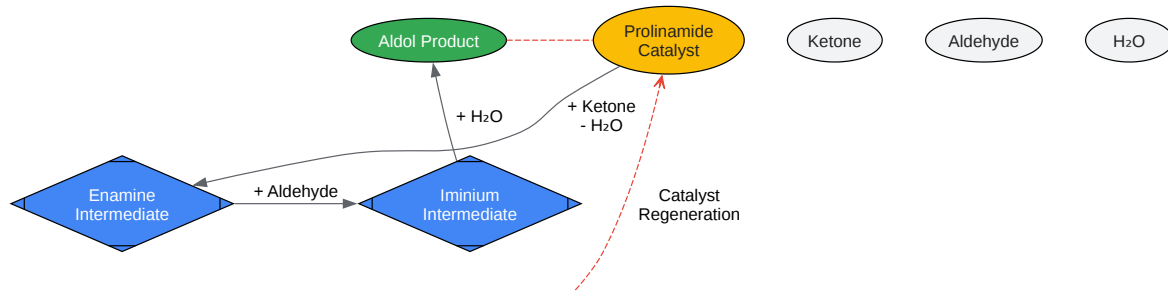 Aldol Product
Prolinamide
Catalyst
Ketone
Aldehyde
H₂O
+ H₂O
+ Ketone
- H₂O
Enamine
Intermediate
+ Aldehyde
Iminium
Intermediate
Catalyst
Regeneration